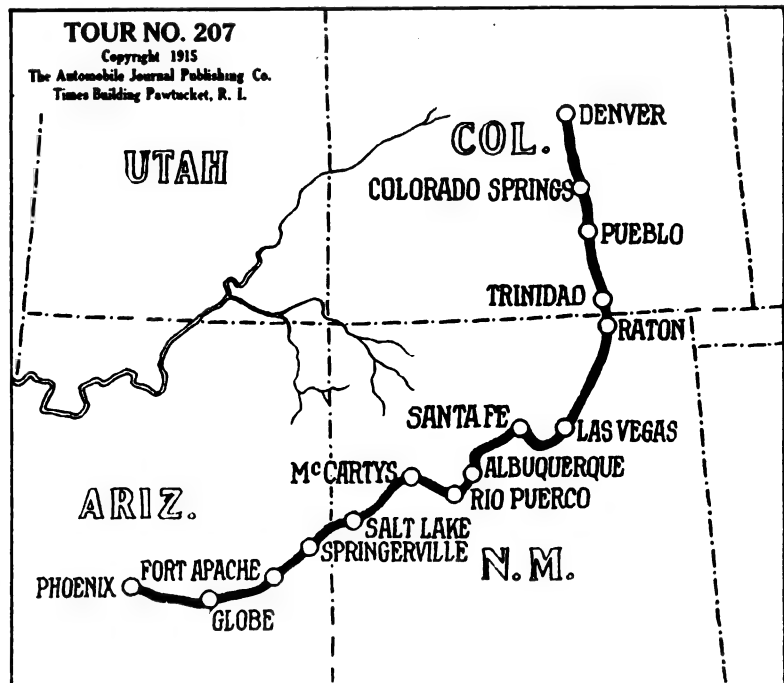 TOUR NO. 207
Copyright 1915
The Automobile Journal Publishing Co.
Times Building Pawtucket, R. I.
UTAH
COL.
DENVER
COLORADO SPRINGS
PUEBLO
TRINIDAD
RATON
SANTA FE
LAS VEGAS
McCARTYS
ALBUQUERQUE
RIO PUERCO
ARIZ.
SALT LAKE
SPRINGERVILLE
N.M.
FORT APACHE
PHOENIX
GLOBE